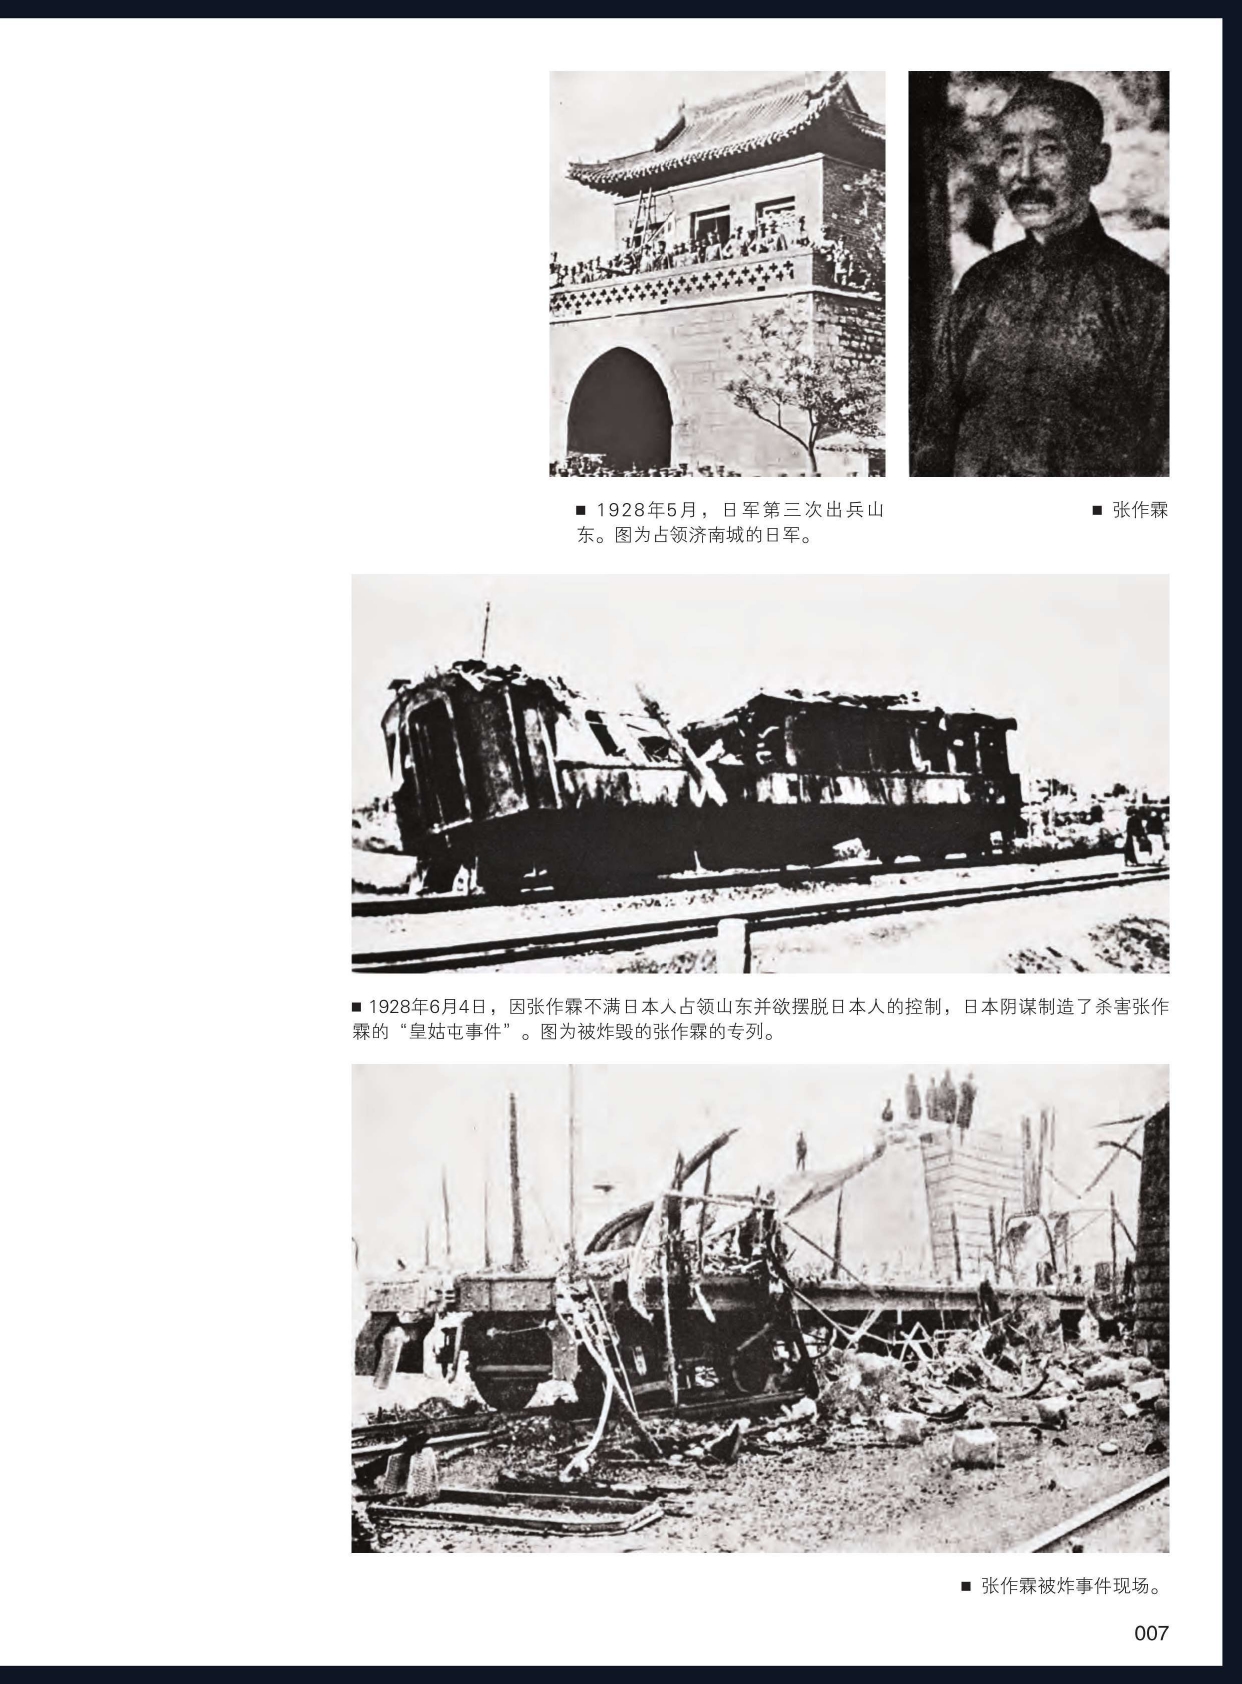 ■ 1928年5月，日军第三次出兵山
东。图为占领济南城的日军。
■ 张作霖
■ 1928年6月4日，因张作霖不满日本人占领山东并欲摆脱日本人的控制，日本阴谋制造了杀害张作
霖的“皇姑屯事件”。图为被炸毁的张作霖的专列。
■ 张作霖被炸事件现场。
007